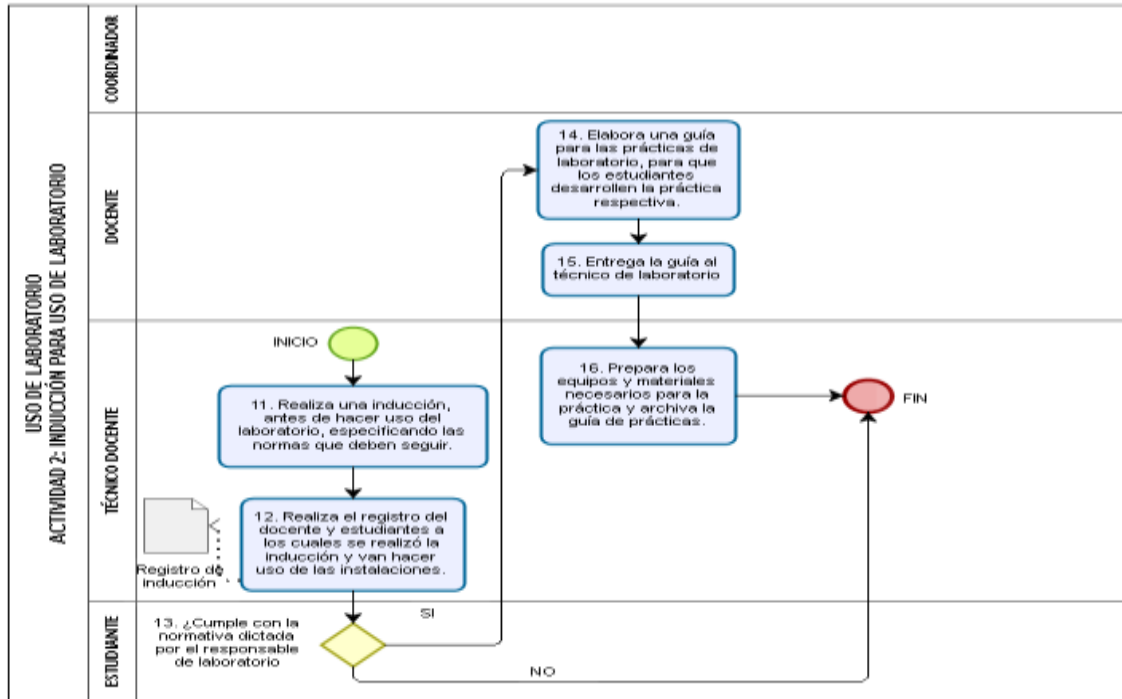 USO DE LABORATORIO
ACTIVIDAD 2: INDUCCIÓN PARA USO DE LABORATORIO
COORDINADOR
DOCENTE
14. Elabora una guía
para las prácticas de
laboratorio, para que
los estudiantes
desarrollen la práctica
respectiva.
15. Entrega la guía al
técnico de laboratorio
TÉCNICO DOCENTE
INICIO
11. Realiza una inducción,
antes de hacer uso del
laboratorio, especificando las
normas que deben seguir.
12. Realiza el registro del
docente y estudiantes a
los cuales se realizó la
inducción y van hacer
uso de las instalaciones.
Registro de
inducción
16. Prepara los
equipos y materiales
necesarios para la
práctica y archiva la
guía de prácticas.
FIN
ESTUDIANTE
13. ¿Cumple con la
normativa dictada
por el responsable
de laboratorio
SI
NO